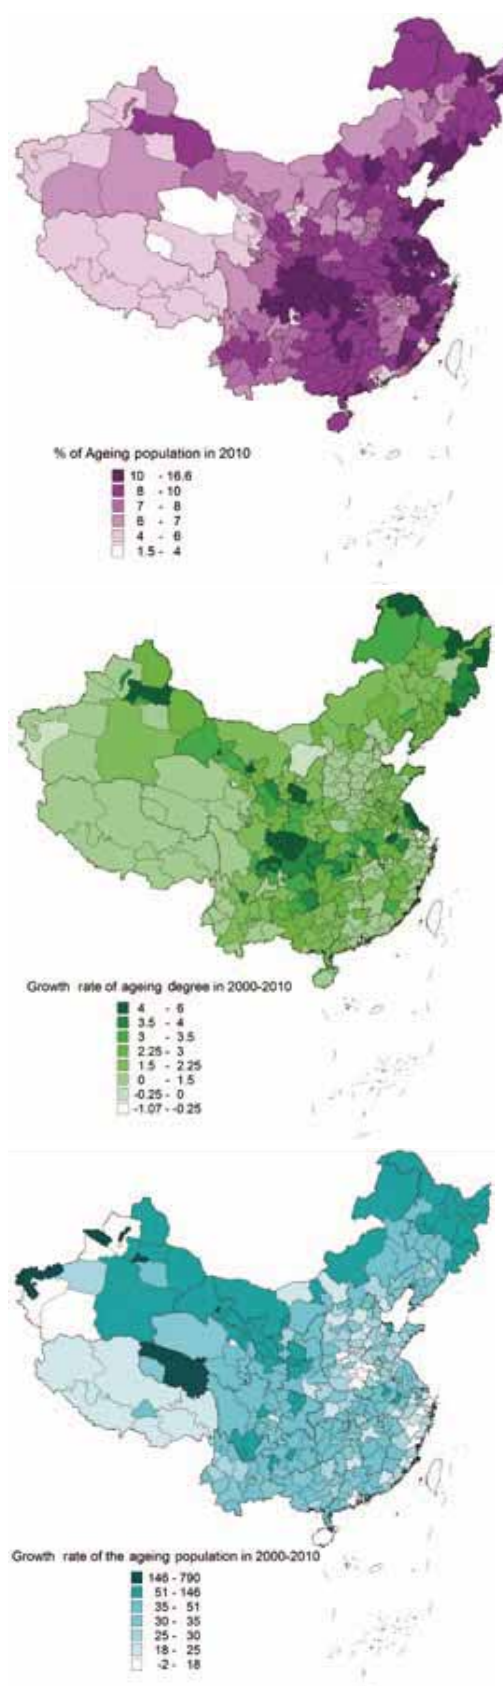 % of Ageing population in 2010
10 - 16.6
8 - 10
7 - 8
6 - 7
4 - 6
1.5 - 4
Growth rate of ageing degree in 2000-2010
4 - 6
3.5 - 4
3 - 3.5
2.25 - 3
1.5 - 2.25
0 - 1.5
-0.25 - 0
-1.07 - -0.25
Growth rate of the ageing population in 2000-2010
146 - 790
51 - 146
35 - 51
30 - 35
25 - 30
18 - 25
-2 - 18